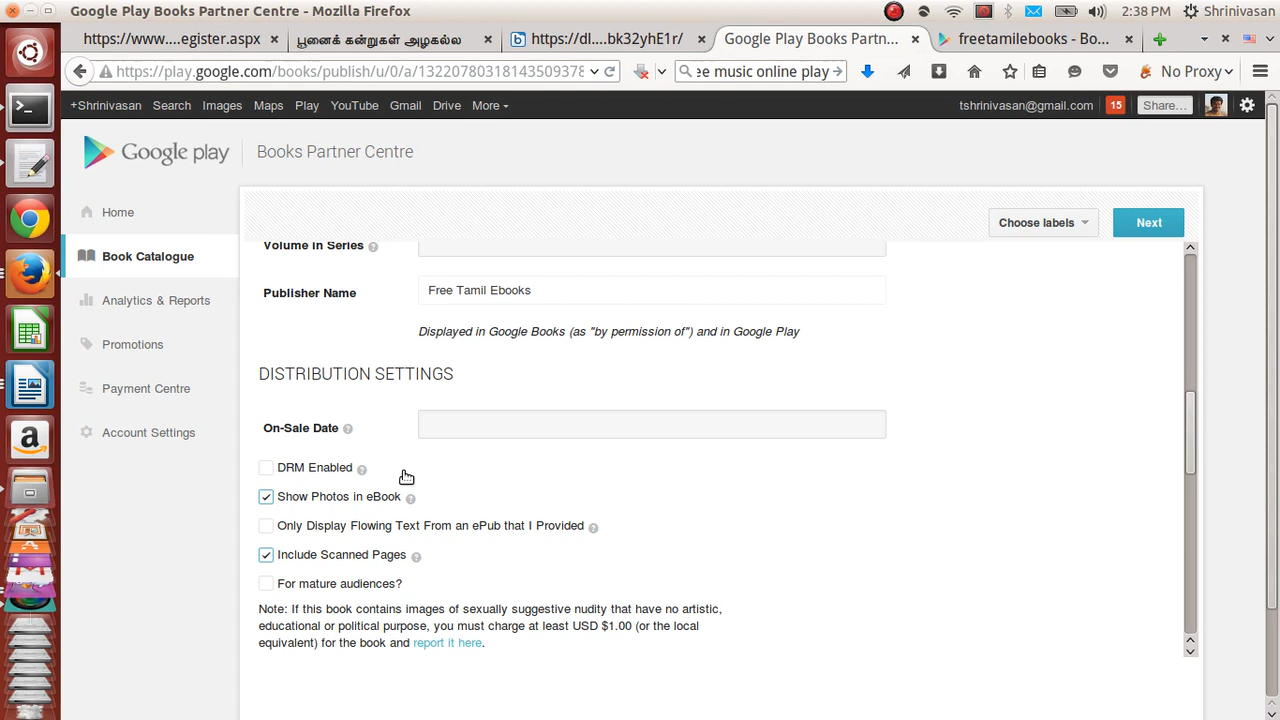 Google Play Books Partner Centre - Mozilla Firefox
2:38 PM Shrinivasan
https://www....egister.aspx
பூனைக் கன்றுகள் அழகல்ல
https://dl....bk32yhE1r/
Google Play Books Partn...
freetamilebooks - Bo...
https://play.google.com/books/publish/u/0/a/13220780318143509378
ee music online play
No Proxy
+Shrinivasan Search Images Maps Play YouTube Gmail Drive More
tshrinivasan@gmail.com 15 Share...
Google play Books Partner Centre
Home
Book Catalogue
Analytics & Reports
Promotions
Payment Centre
Account Settings
Choose labels Next
Volume in Series ?
Publisher Name Free Tamil Ebooks
Displayed in Google Books (as "by permission of") and in Google Play
DISTRIBUTION SETTINGS
On-Sale Date ?
DRM Enabled ?
Show Photos in eBook ?
Only Display Flowing Text From an ePub that I Provided ?
Include Scanned Pages ?
For mature audiences?
Note: If this book contains images of sexually suggestive nudity that have no artistic,
educational or political purpose, you must charge at least USD $1.00 (or the local
equivalent) for the book and report it here.